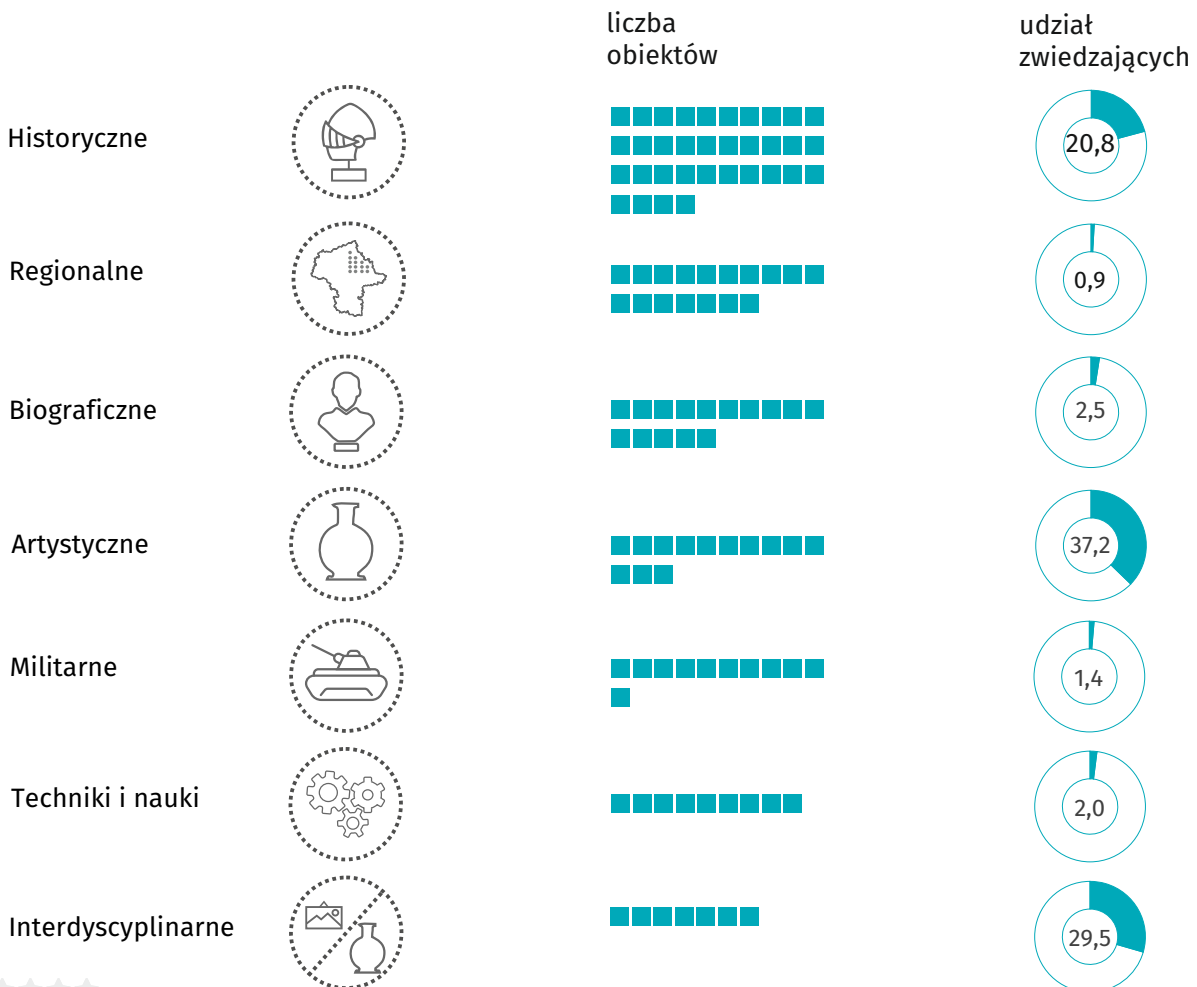 liczba
obiektów
udział
zwiedzających
Historyczne
20,8
Regionalne
0,9
Biograficzne
2,5
Artystyczne
37,2
Militarne
1,4
Techniki i nauki
2,0
Interdyscyplinarne
29,5